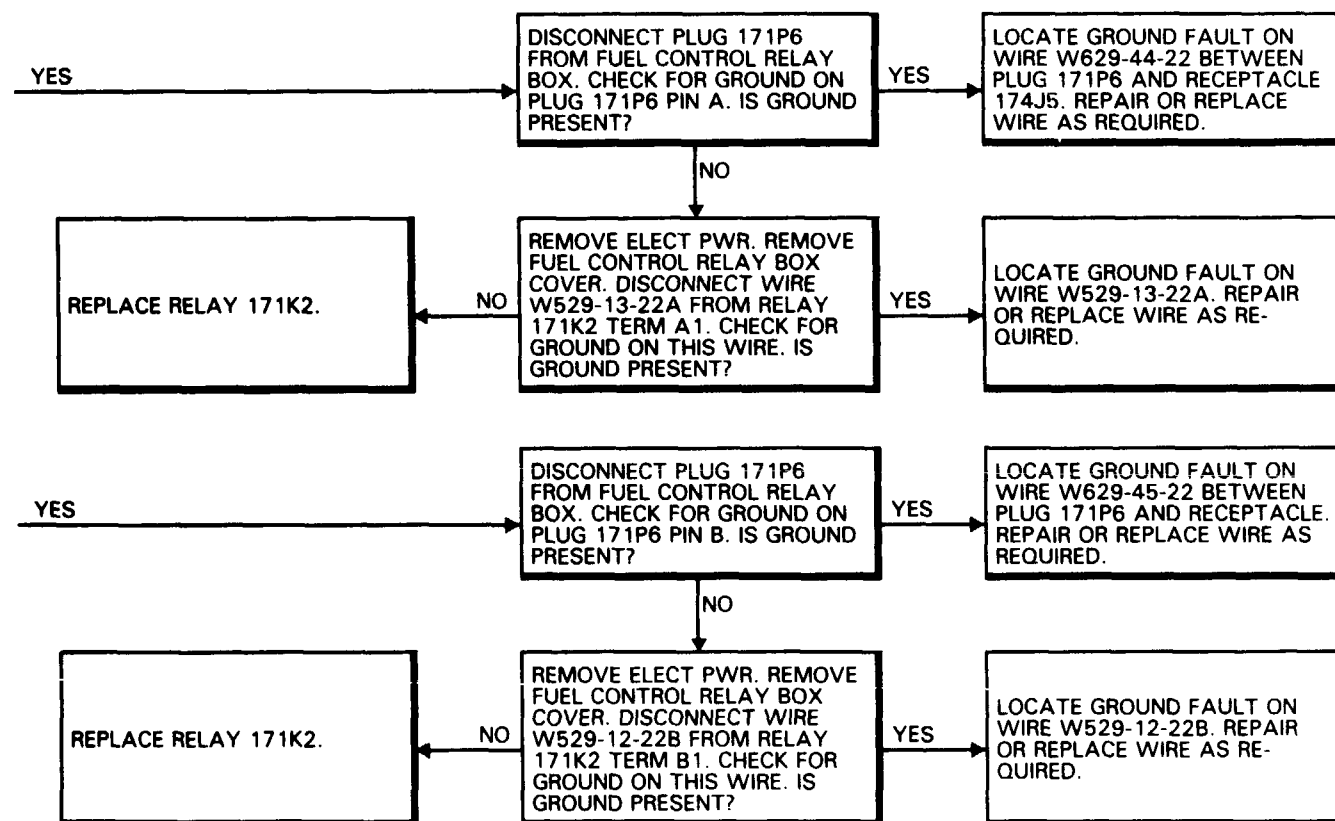 YES
DISCONNECT PLUG 171P6
FROM FUEL CONTROL RELAY
BOX. CHECK FOR GROUND ON
PLUG 171P6 PIN A. IS GROUND
PRESENT?
YES
LOCATE GROUND FAULT ON
WIRE W629-44-22 BETWEEN
PLUG 171P6 AND RECEPTACLE
174J5. REPAIR OR REPLACE
WIRE AS REQUIRED.
NO
REPLACE RELAY 171K2.
NO
REMOVE ELECT PWR. REMOVE
FUEL CONTROL RELAY BOX
COVER. DISCONNECT WIRE
W529-13-22A FROM RELAY
171K2 TERM A1. CHECK FOR
GROUND ON THIS WIRE. IS
GROUND PRESENT?
YES
LOCATE GROUND FAULT ON
WIRE W529-13-22A. REPAIR
OR REPLACE WIRE AS RE-
QUIRED.
YES
DISCONNECT PLUG 171P6
FROM FUEL CONTROL RELAY
BOX. CHECK FOR GROUND ON
PLUG 171P6 PIN B. IS GROUND
PRESENT?
YES
LOCATE GROUND FAULT ON
WIRE W629-45-22 BETWEEN
PLUG 171P6 AND RECEPTACLE.
REPAIR OR REPLACE WIRE AS
REQUIRED.
NO
REPLACE RELAY 171K2.
NO
REMOVE ELECT PWR. REMOVE
FUEL CONTROL RELAY BOX
COVER. DISCONNECT WIRE
W529-12-22B FROM RELAY
171K2 TERM B1. CHECK FOR
GROUND ON THIS WIRE. IS
GROUND PRESENT?
YES
LOCATE GROUND FAULT ON
WIRE W529-12-22B. REPAIR
OR REPLACE WIRE AS RE-
QUIRED.